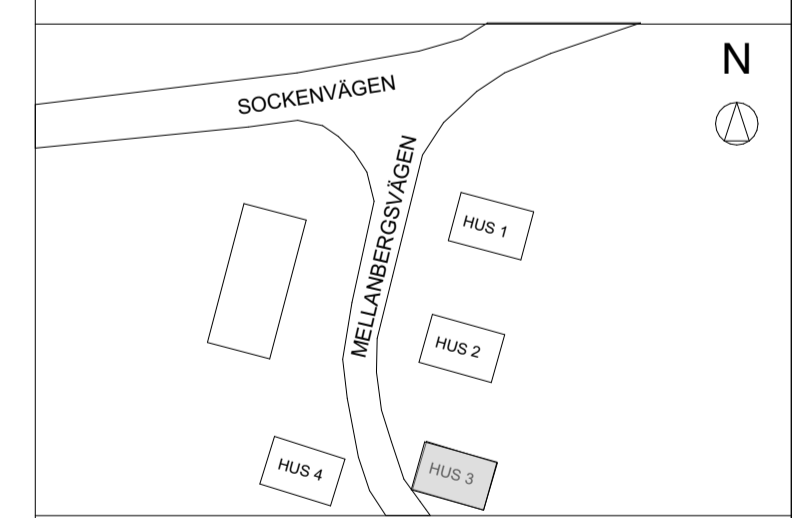 N
SOCKENVÄGEN
MELLANBERGSVÄGEN
HUS 1
HUS 2
HUS 4
HUS 3